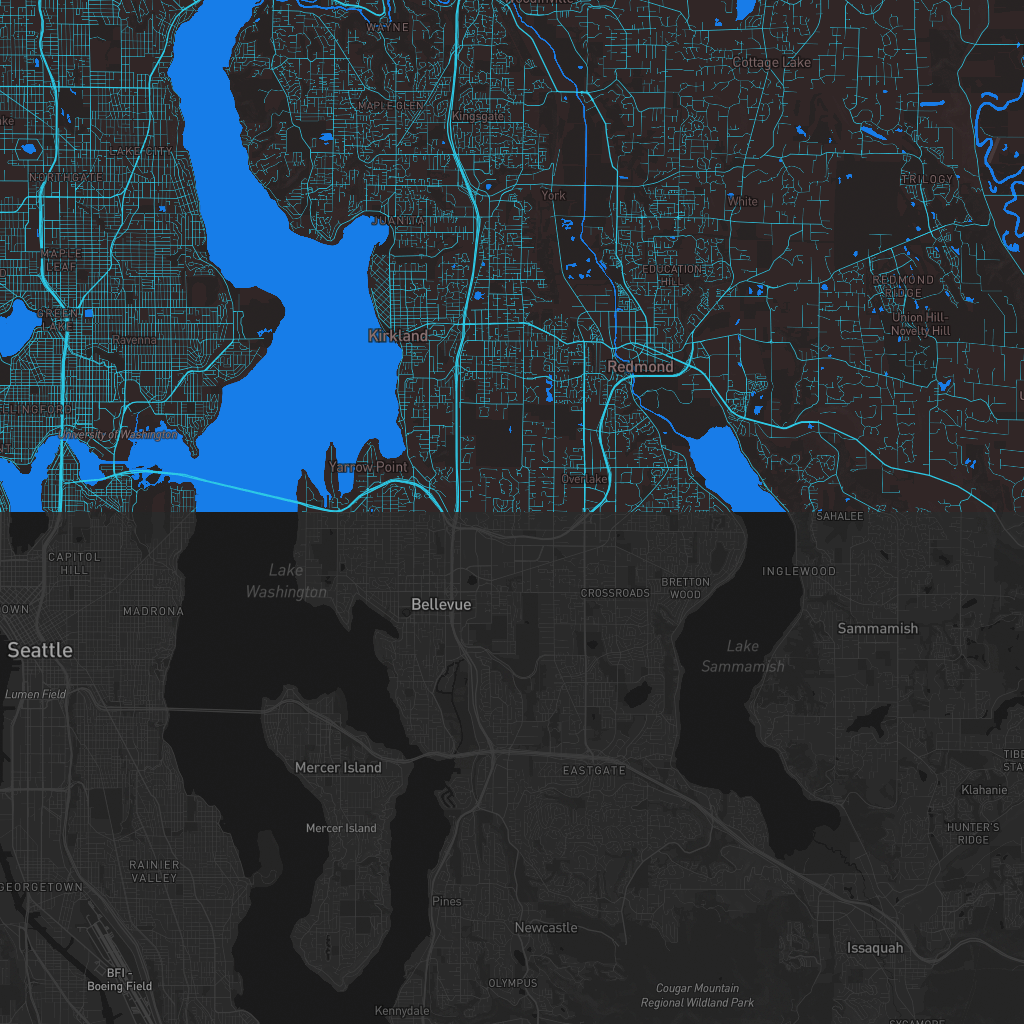 Woodinville
WAYNE
Cottage Lake
MAPLE GLEN
Kingsgate
LAKE CITY
NORTHGATE
TRILOGY
York
White
JUANITA
MAPLE
LEAF
EDUCATION
HILL
REDMOND
RIDGE
GREEN
LAKE
Union Hill-
Novelty Hill
Kirkland
Ravenna
Redmond
University of Washington
Yarrow Point
Overlake
SAHALEE
CAPITOL
HILL
Lake
Washington
INGLEWOOD
BRETTON
WOOD
CROSSROADS
OWN
MADRONA
Bellevue
Sammamish
Seattle
Lake
Sammamish
Lumen Field
Mercer Island
EASTGATE
TIBE
STA
Klahanie
Mercer Island
HUNTER'S
RIDGE
RAINIER
VALLEY
GEORGETOWN
Pines
Newcastle
Issaquah
BFI -
Boeing Field
OLYMPUS
Cougar Mountain
Regional Wildland Park
Kennydale
SYCAMORE